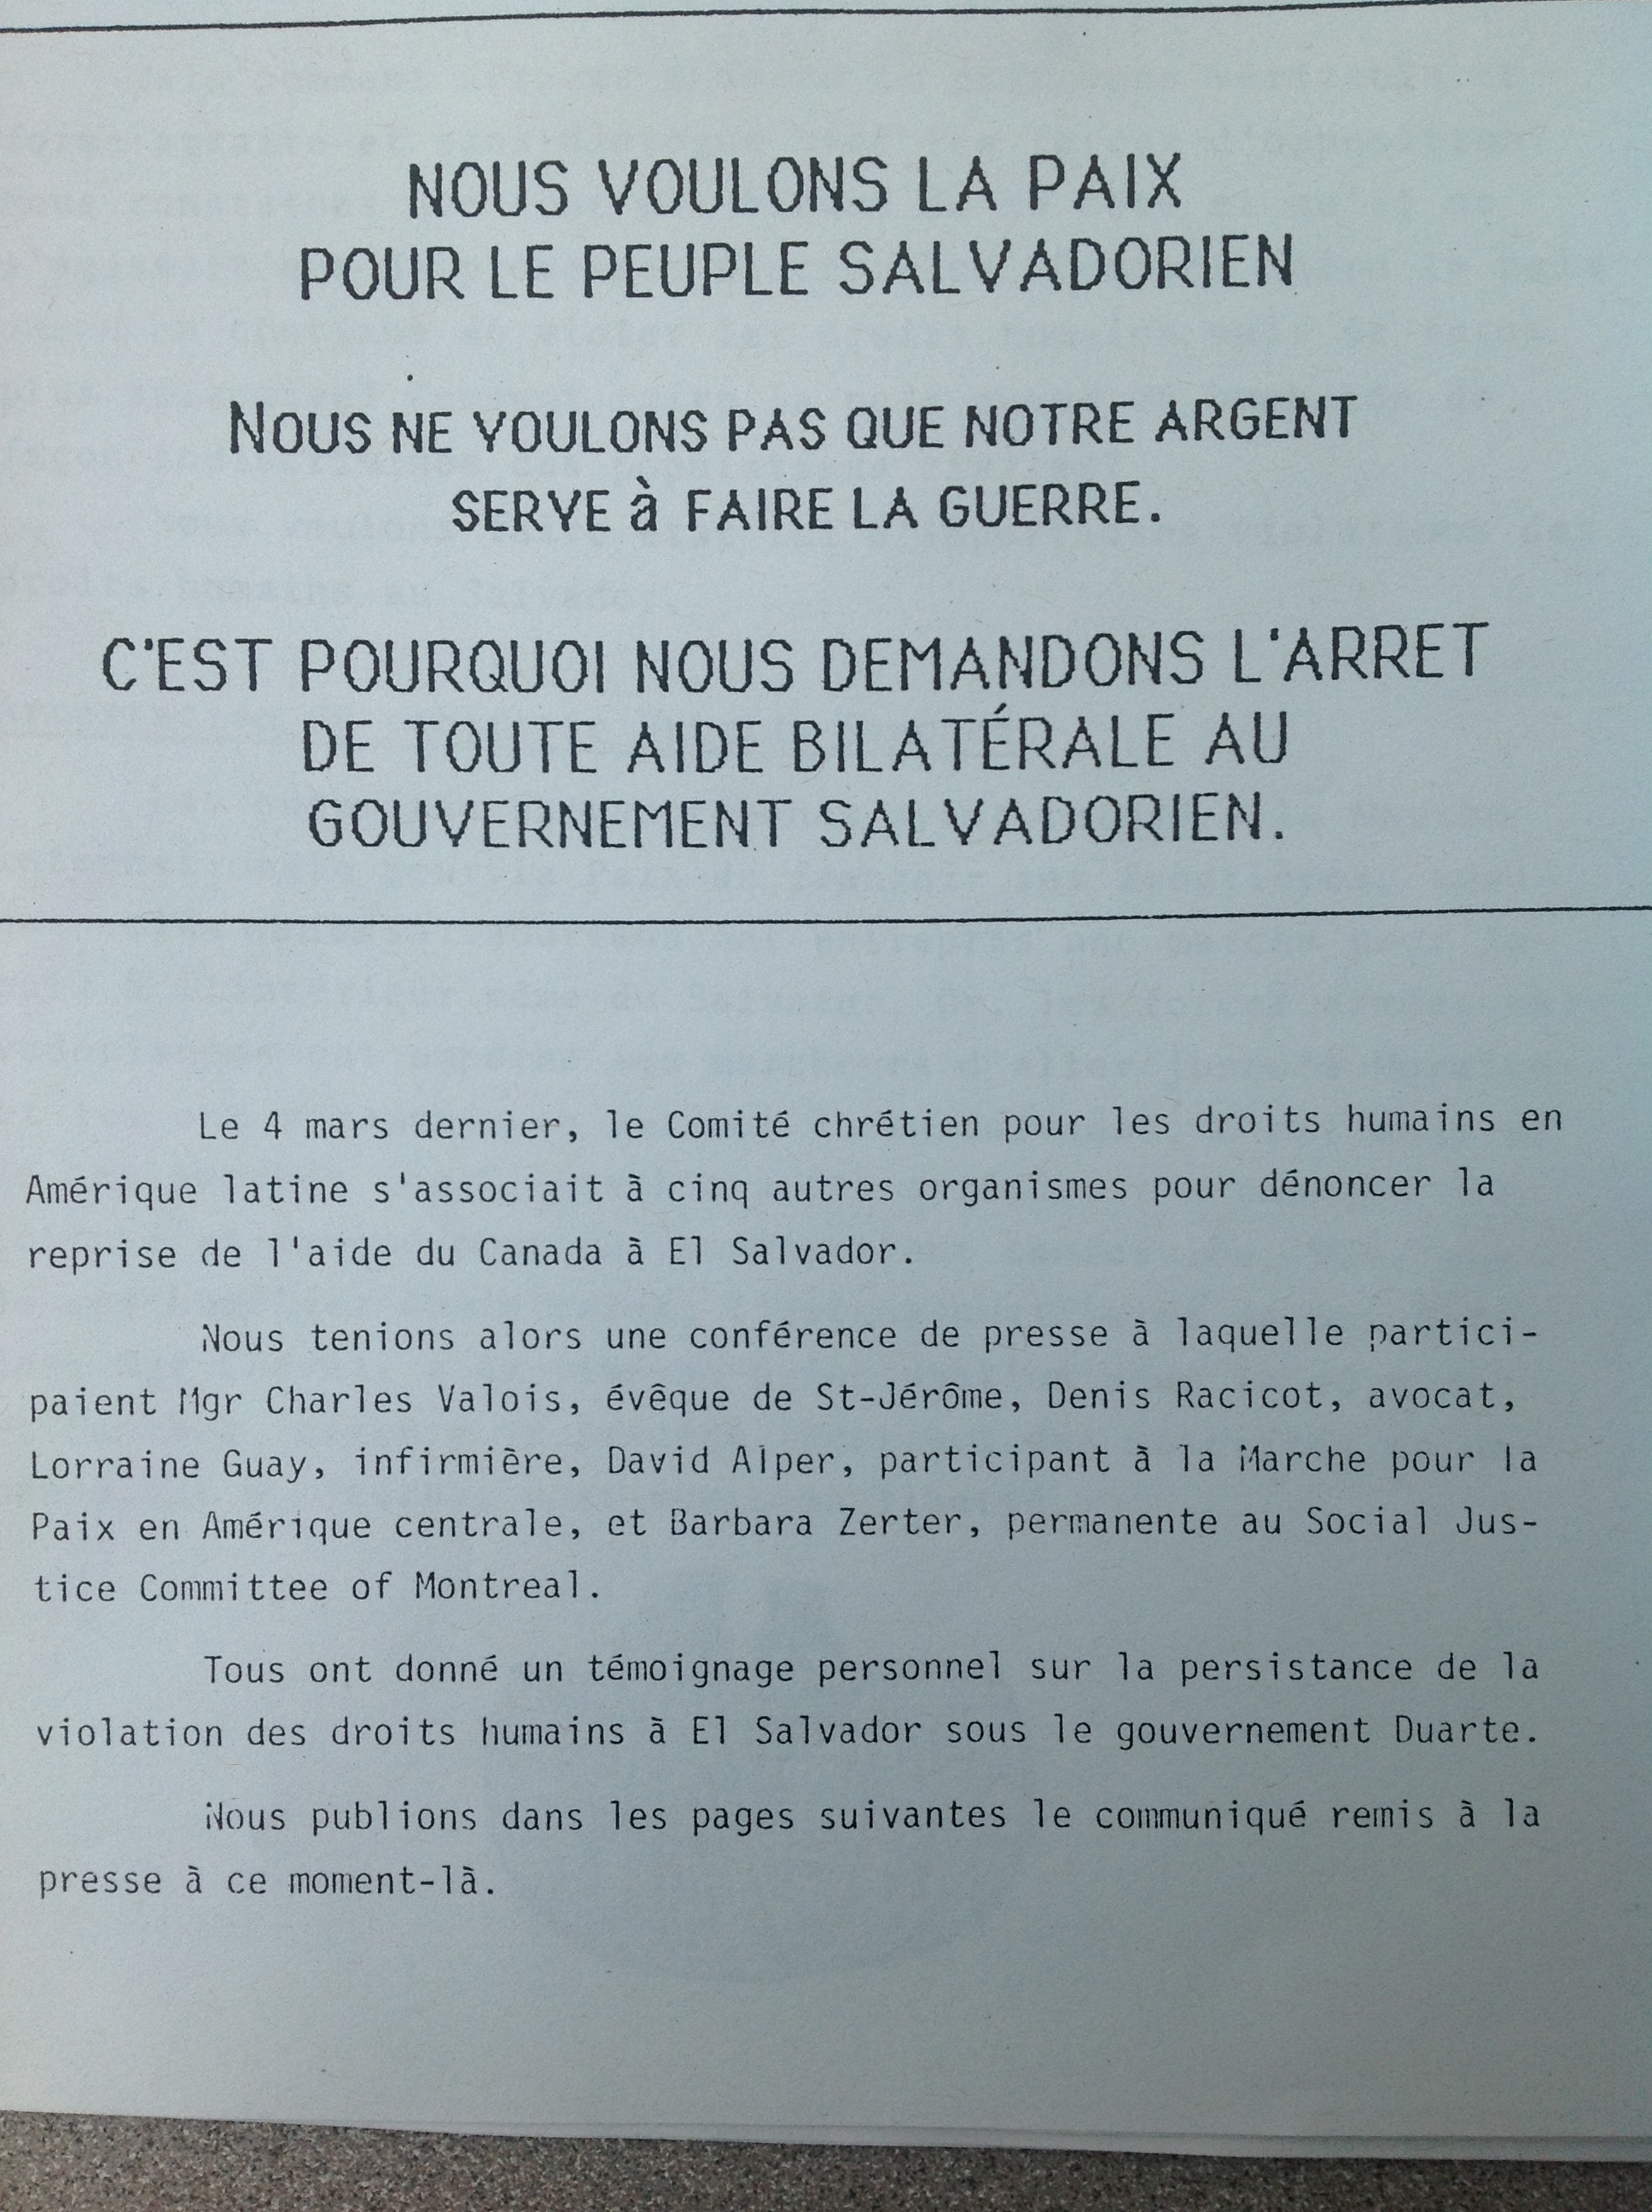 NOUS VOULONS LA PAIX
POUR LE PEUPLE SALVADORIEN
NOUS NE VOULONS PAS QUE NOTRE ARGENT
SERVE à FAIRE LA GUERRE.
C'EST POURQUOI NOUS DEMANDONS L'ARRET
DE TOUTE AIDE BILATÉRALE AU
GOUVERNEMENT SALVADORIEN.
Le 4 mars dernier, le Comité chrétien pour les droits humains en
Amérique latine s'associait à cinq autres organismes pour dénoncer la
reprise de l'aide du Canada à El Salvador.
Nous tenions alors une conférence de presse à laquelle partici-
paient Mgr Charles Valois, évêque de St-Jérôme, Denis Racicot, avocat,
Lorraine Guay, infirmière, David Alper, participant à la Marche pour la
Paix en Amérique centrale, et Barbara Zerter, permanente au Social Jus-
tice Committee of Montreal.
Tous ont donné un témoignage personnel sur la persistance de la
violation des droits humains à El Salvador sous le gouvernement Duarte.
Nous publions dans les pages suivantes le communiqué remis à la
presse à ce moment-là.